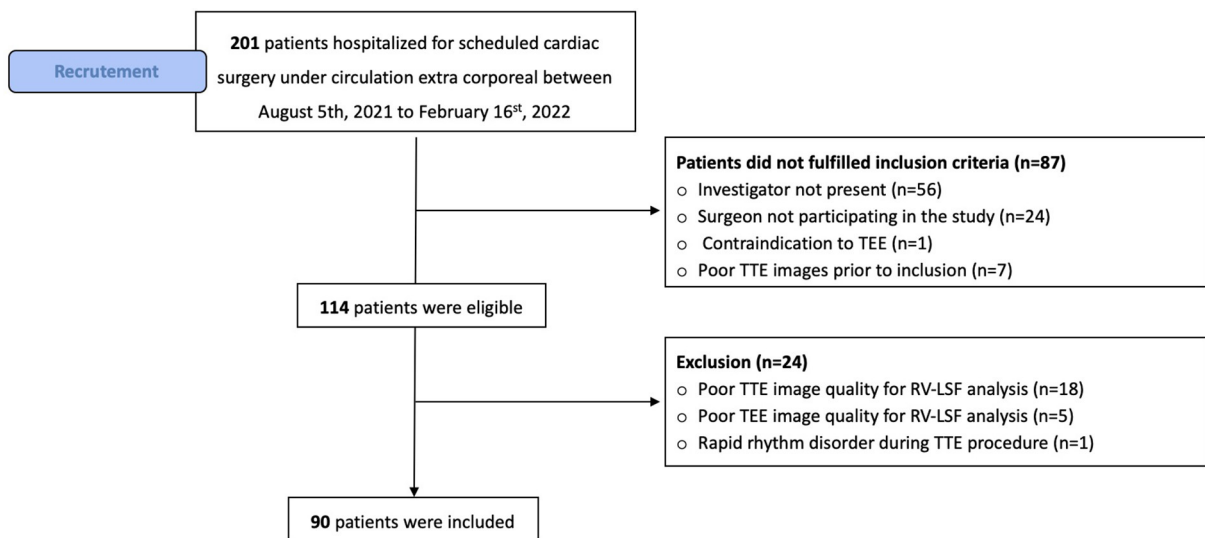 201 patients hospitalized for scheduled cardiac
surgery under circulation extra corporeal between
August 5th, 2021 to February 16st, 2022
Recrutement
Patients did not fulfilled inclusion criteria (n=87)
○ Investigator not present (n=56)
○ Surgeon not participating in the study (n=24)
○ Contraindication to TEE (n=1)
○ Poor TTE images prior to inclusion (n=7)
114 patients were eligible
Exclusion (n=24)
○ Poor TTE image quality for RV-LSF analysis (n=18)
○ Poor TEE image quality for RV-LSF analysis (n=5)
○ Rapid rhythm disorder during TTE procedure (n=1)
90 patients were included